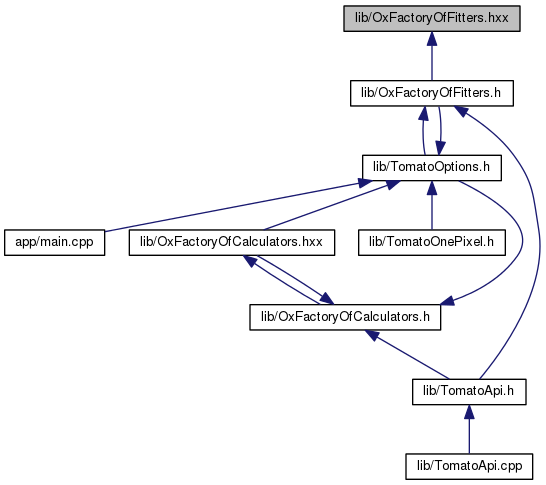 lib/OxFactoryOfFitters.hxx
lib/OxFactoryOfFitters.h
lib/TomatoOptions.h
app/main.cpp
lib/OxFactoryOfCalculators.hxx
lib/TomatoOnePixel.h
lib/OxFactoryOfCalculators.h
lib/TomatoApi.h
lib/TomatoApi.cpp